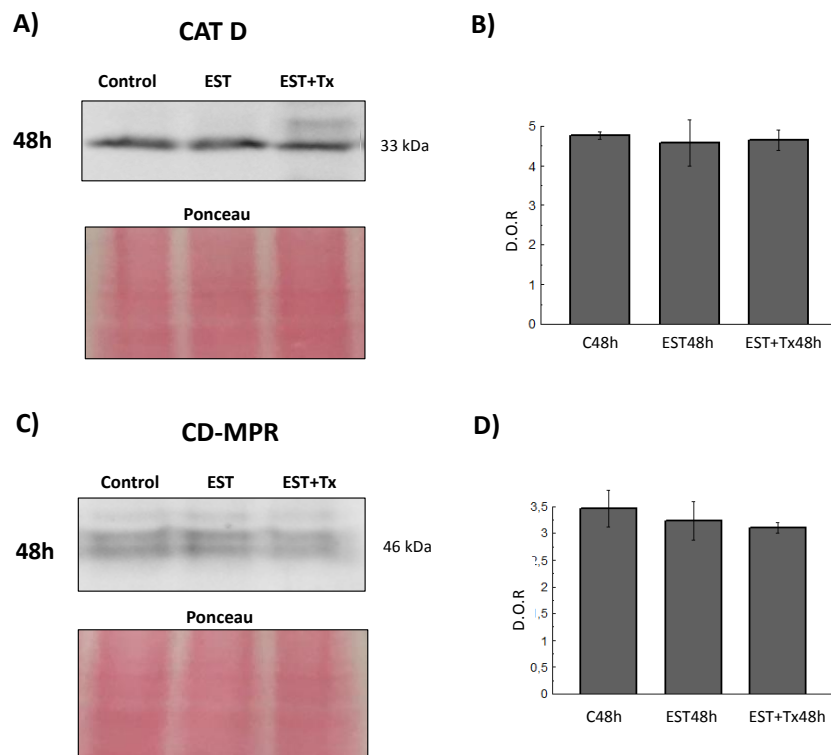 A)
CAT D
Control EST EST+Tx
48h
33 kDa
Ponceau
B)
5
4
3
2
1
0
D.O.R
C48h EST48h EST+Tx48h
C)
CD-MPR
Control EST EST+Tx
48h
46 kDa
Ponceau
D)
3,5
3
2,5
2
1,5
1
0,5
0
D.O.R
C48h EST48h EST+Tx48h